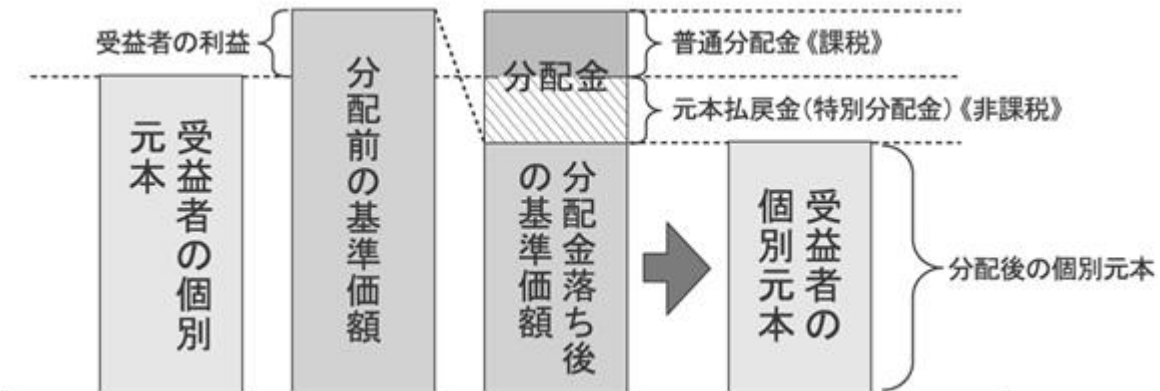 受益者の利益
受益者の個別
元本
分配前の基準価額
分配金
分配金落ち後
の基準価額
普通分配金《課税》
元本払戻金(特別分配金)《非課税》
受益者の
個別元本
分配後の個別元本